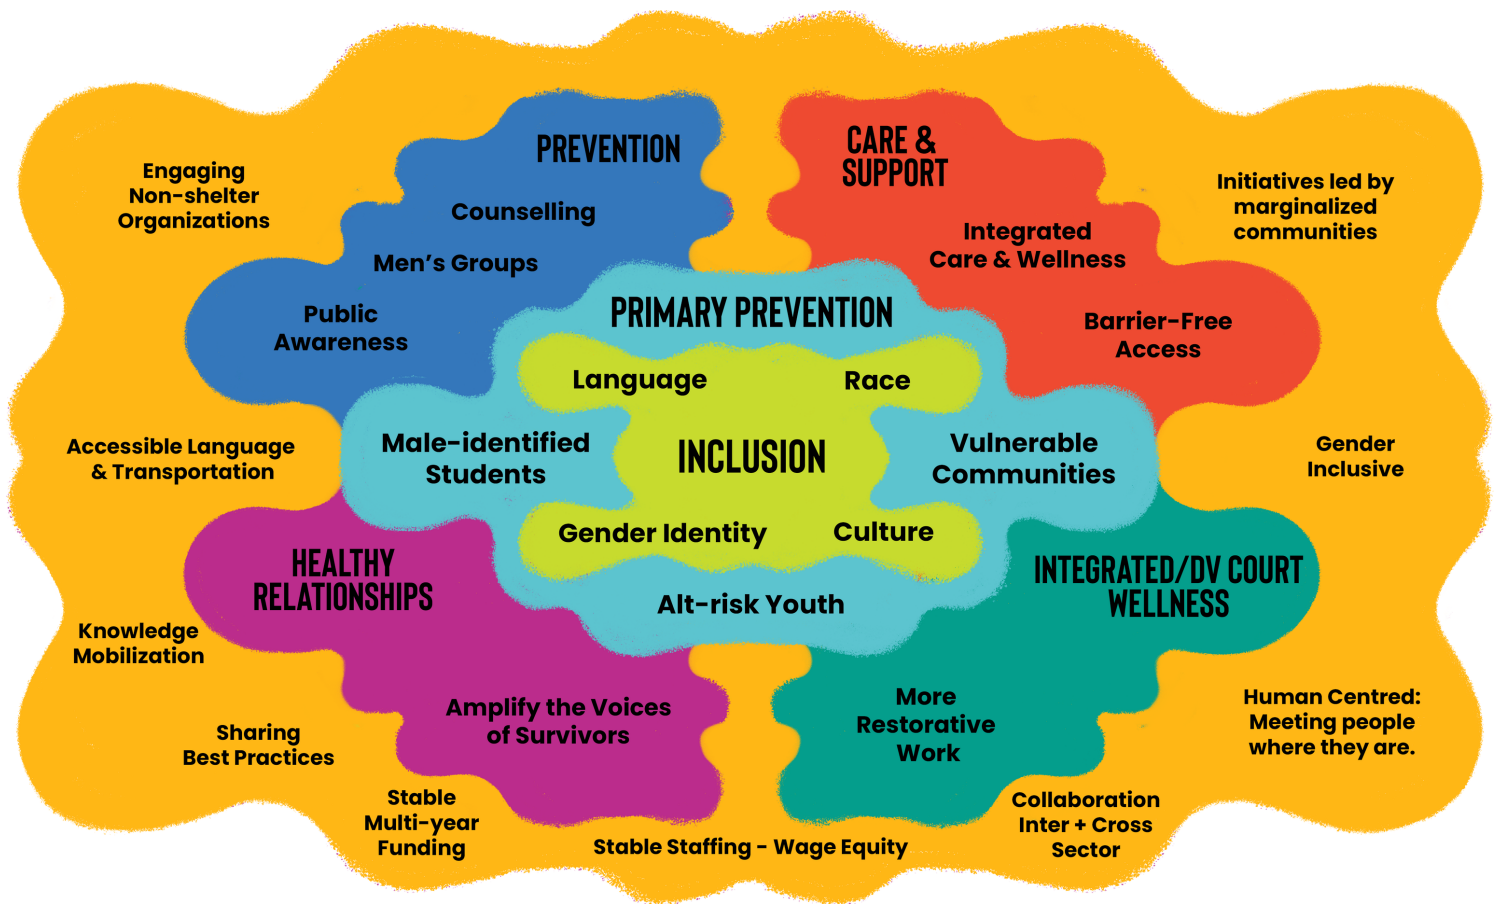 PREVENTION
Counselling
Men's Groups
Public
Awareness
CARE &
SUPPORT
Integrated
Care & Wellness
Barrier-Free
Access
Engaging
Non-shelter
Organizations
Initiatives led by
marginalized
communities
PRIMARY PREVENTION
Language
Race
Male-identified
Students
INCLUSION
Vulnerable
Communities
Gender Identity
Culture
Alt-risk Youth
Accessible Language
& Transportation
Gender
Inclusive
HEALTHY
RELATIONSHIPS
Amplify the Voices
of Survivors
INTEGRATED/DV COURT
WELLNESS
More
Restorative
Work
Knowledge
Mobilization
Sharing
Best Practices
Stable
Multi-year
Funding
Stable Staffing - Wage Equity
Collaboration
Inter + Cross
Sector
Human Centred:
Meeting people
where they are.